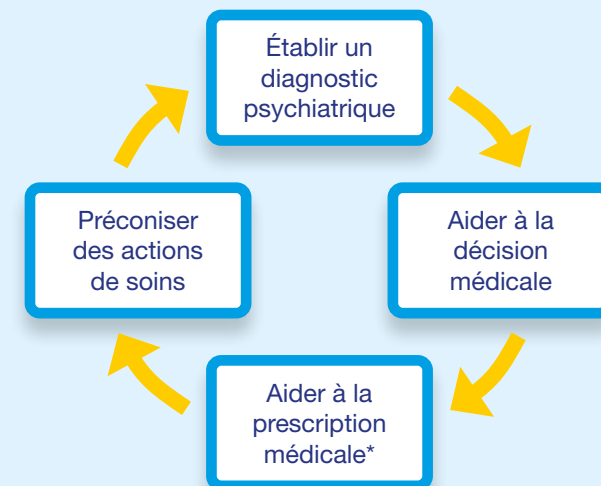 Établir un
diagnostic
psychiatrique
Préconiser
des actions
de soins
Aider à la
décision
médicale
Aider à la
prescription
médicale*